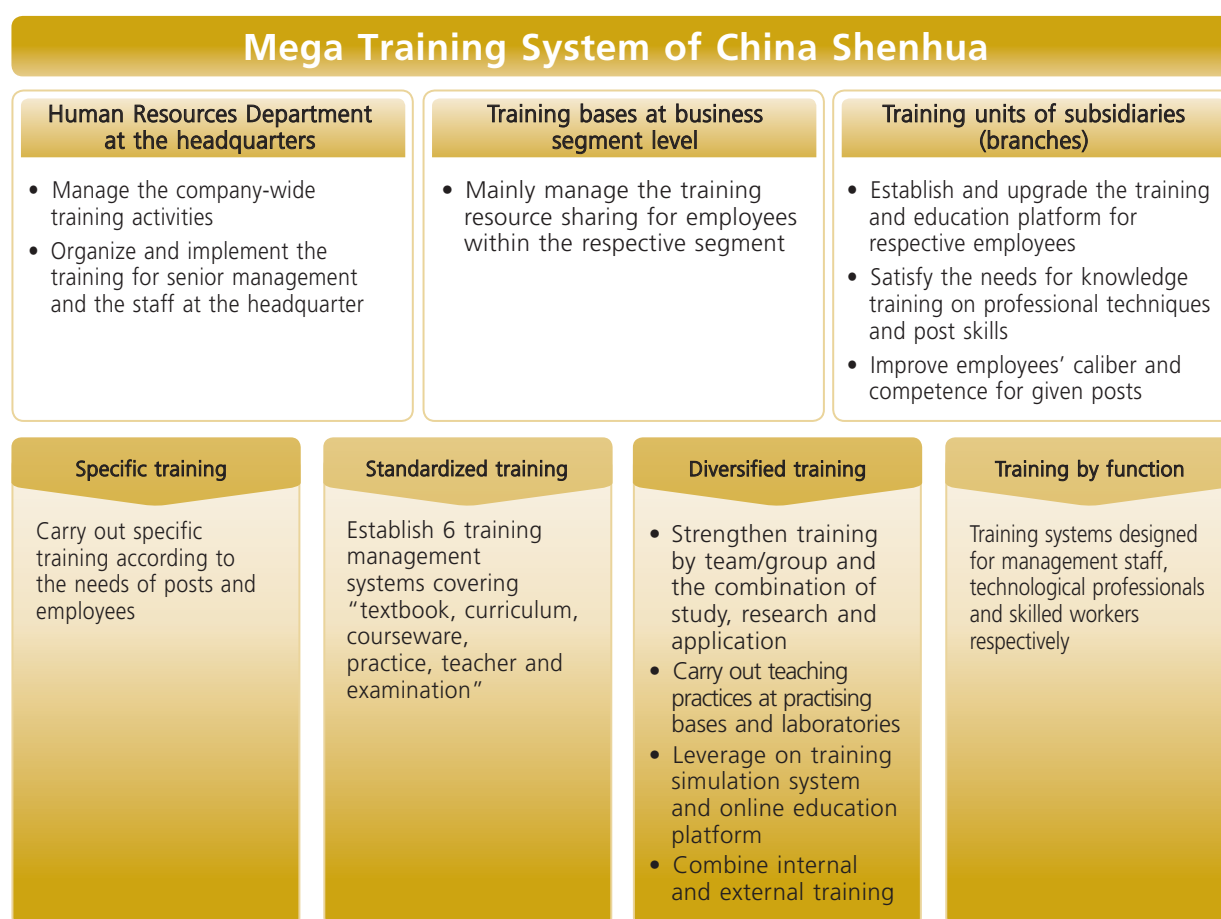 Mega Training System of China Shenhua
Human Resources Department
at the headquarters
• Manage the company-wide
training activities
• Organize and implement the
training for senior management
and the staff at the headquarter
Training bases at business
segment level
• Mainly manage the training
resource sharing for employees
within the respective segment
Training units of subsidiaries
(branches)
• Establish and upgrade the training
and education platform for
respective employees
• Satisfy the needs for knowledge
training on professional techniques
and post skills
• Improve employees’ caliber and
competence for given posts
Specific training
Carry out specific
training according to
the needs of posts and
employees
Standardized training
Establish 6 training
management
systems covering
“textbook, curriculum,
courseware,
practice, teacher and
examination”
Diversified training
• Strengthen training
by team/group and
the combination of
study, research and
application
• Carry out teaching
practices at practising
bases and laboratories
• Leverage on training
simulation system
and online education
platform
• Combine internal
and external training
Training by function
Training systems designed
for management staff,
technological professionals
and skilled workers
respectively